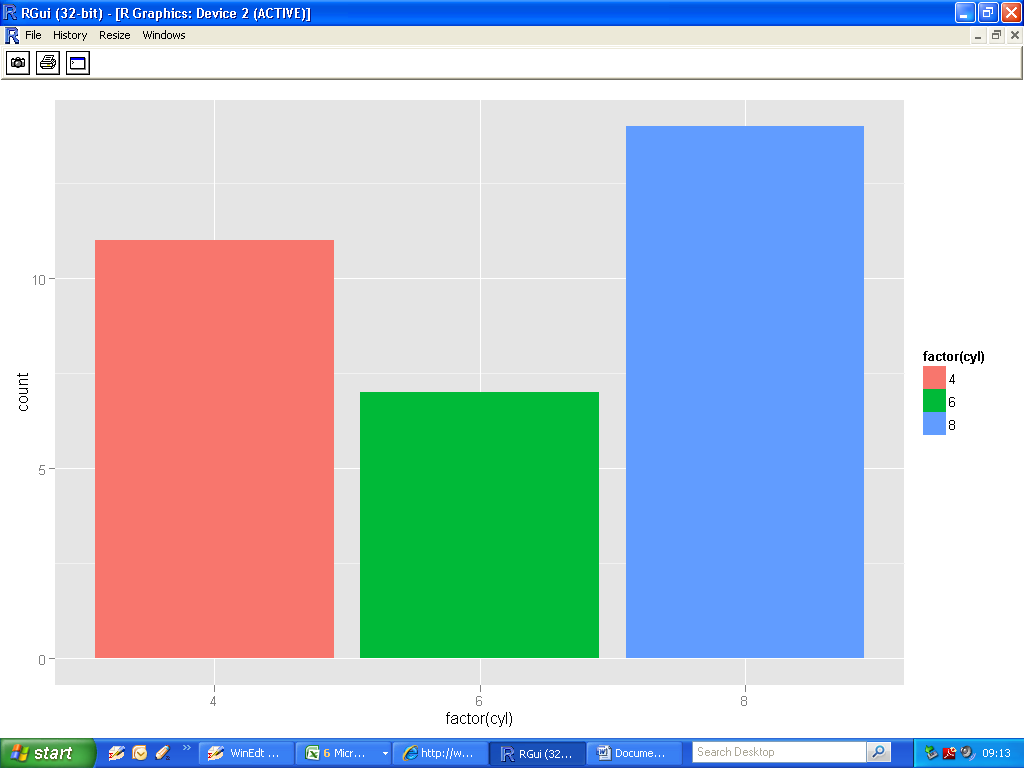 RGui (32-bit) - [R Graphics: Device 2 (ACTIVE)]
File History Resize Windows
10
5
0
count
4 6 8
factor(cyl)
factor(cyl)
4
6
8
start » WinEdt ... 6 Micr... http://w... RGui (32... Docume... Search Desktop 09:13